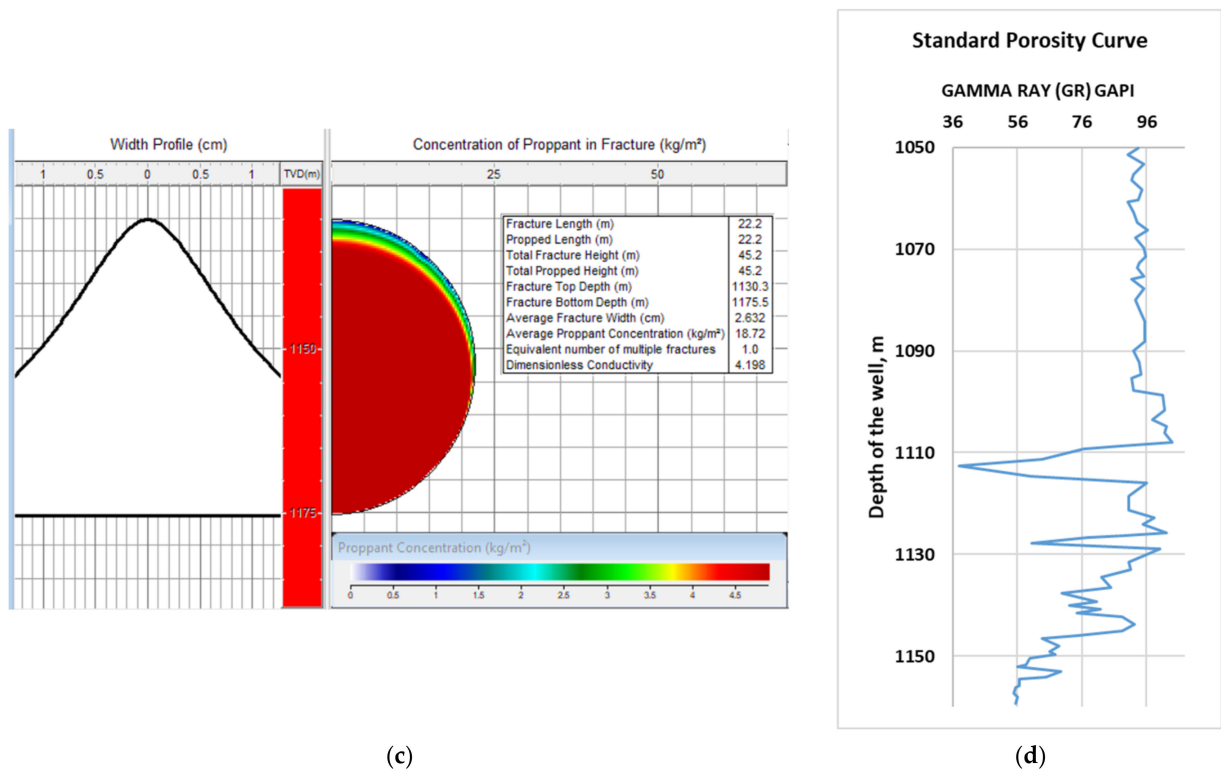 Width Profile (cm)
1 0.5 0 0.5 1
TVD(m)
1150
1175
Concentration of Proppant in Fracture (kg/m²)
25 50
Fracture Length (m) 22.2
Propped Length (m) 22.2
Total Fracture Height (m) 45.2
Total Propped Height (m) 45.2
Fracture Top Depth (m) 1130.3
Fracture Bottom Depth (m) 1175.5
Average Fracture Width (cm) 2.632
Average Proppant Concentration (kg/m²) 18.72
Equivalent number of multiple fractures 1.0
Dimensionless Conductivity 4.198
Proppant Concentration (kg/m²)
0 0.5 1 1.5 2 2.5 3 3.5 4 4.5
(c)
Standard Porosity Curve
GAMMA RAY (GR) GAPI
36 56 76 96
Depth of the well, m
1050
1070
1090
1110
1130
1150
(d)